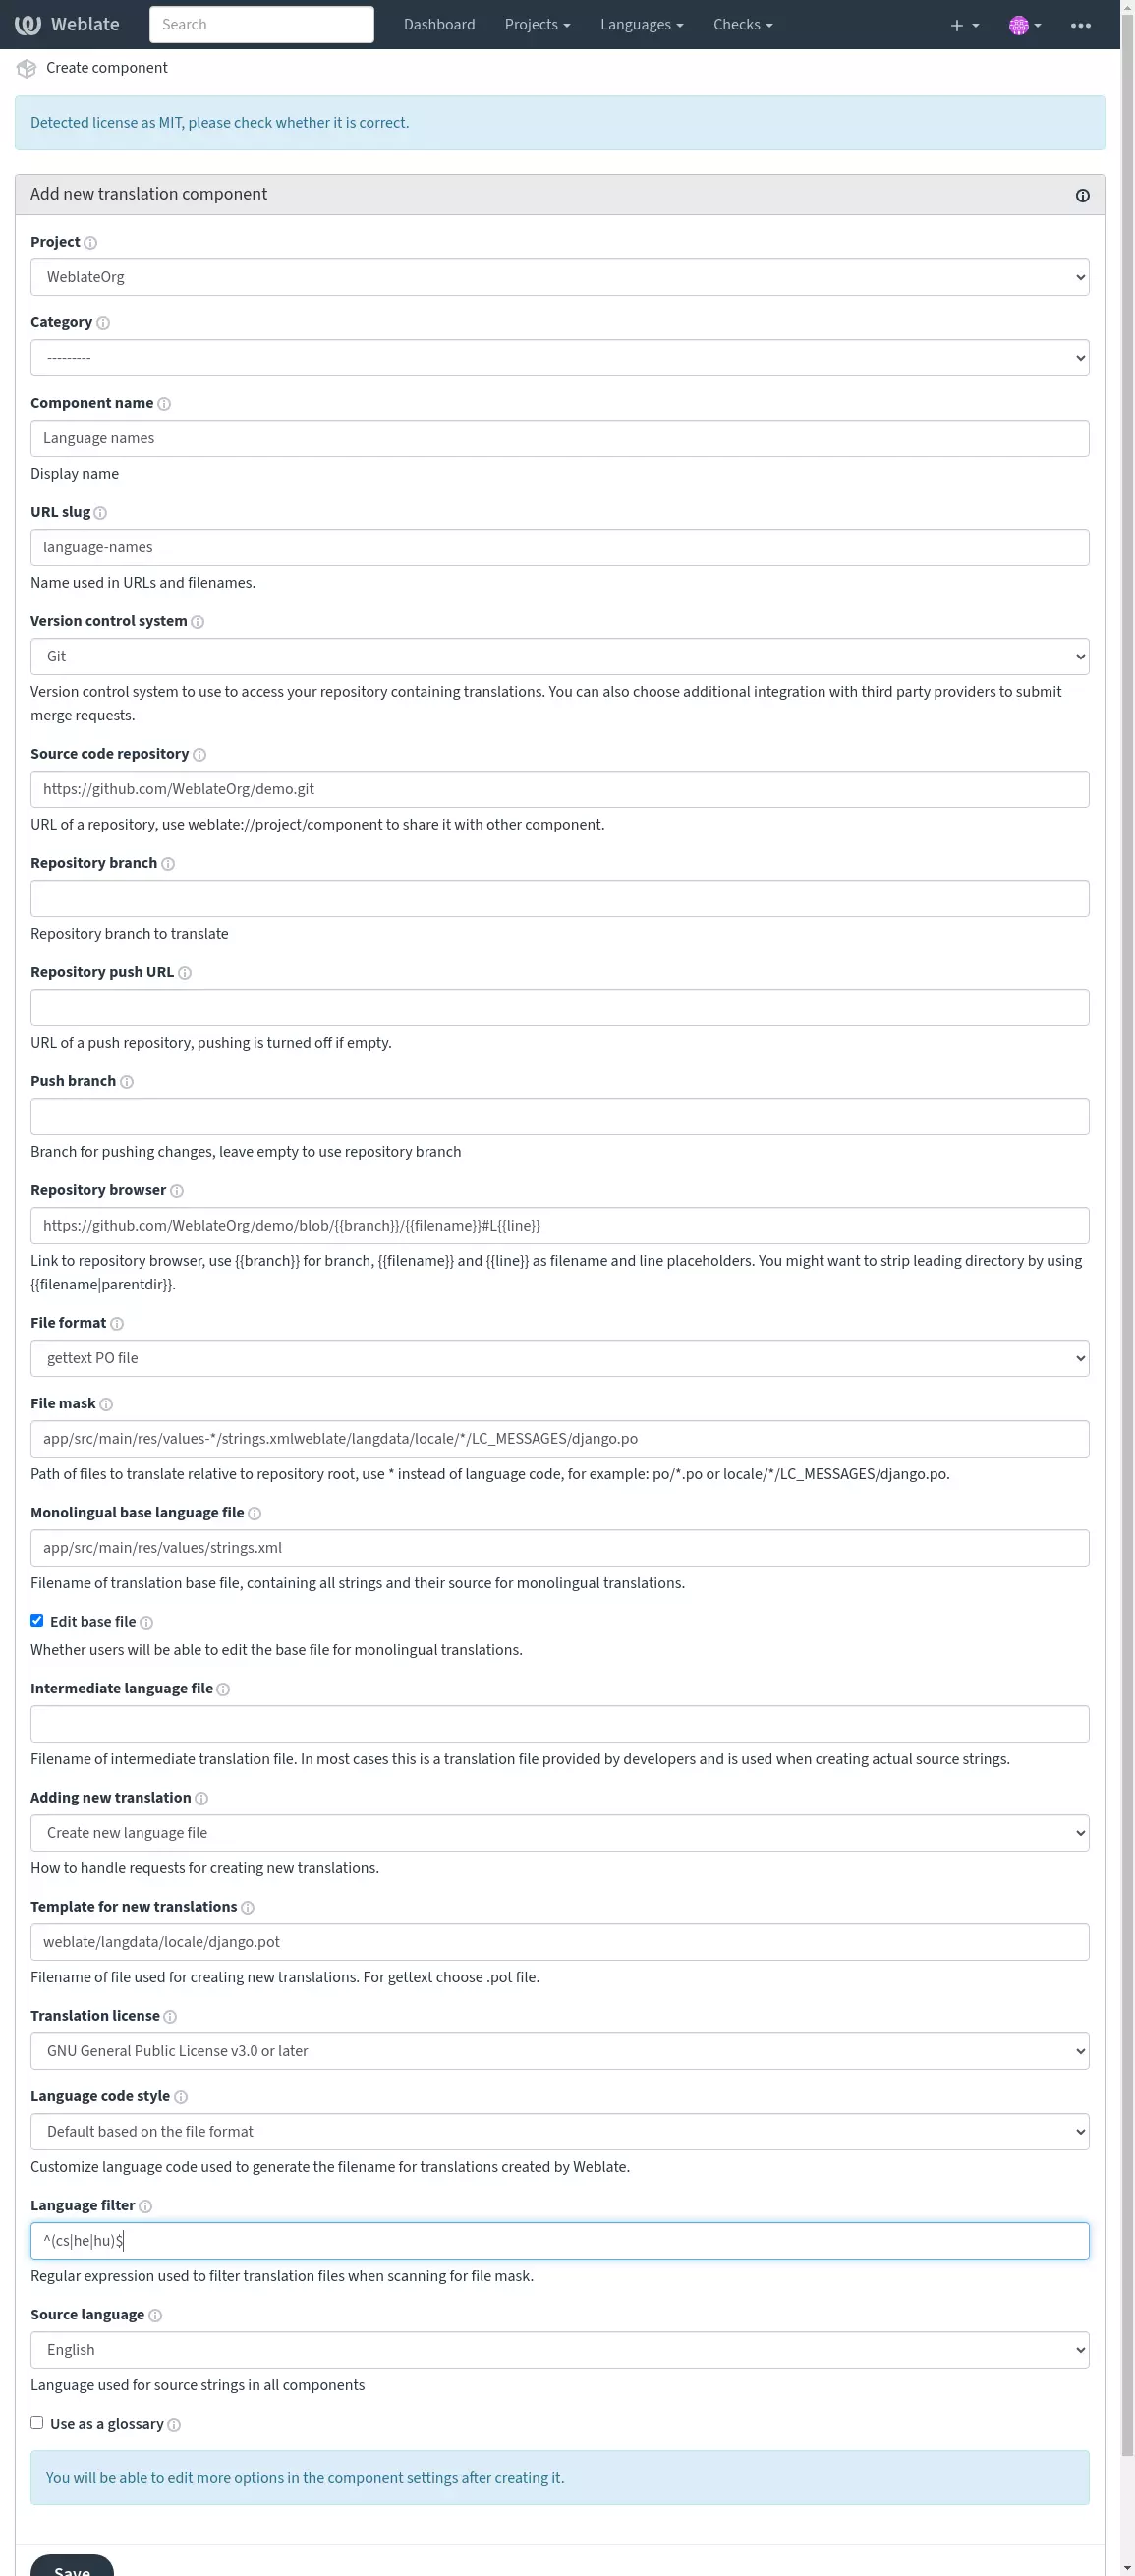 Weblate Search Dashboard Projects Languages Checks
Create component
Detected license as MIT, please check whether it is correct.
Add new translation component
Project
WeblateOrg
Category
---------
Component name
Language names
Display name
URL slug
language-names
Name used in URLs and filenames.
Version control system
Git
Version control system to use to access your repository containing translations. You can also choose additional integration with third party providers to submit
merge requests.
Source code repository
https://github.com/WeblateOrg/demo.git
URL of a repository, use weblate://project/component to share it with other component.
Repository branch
Repository branch to translate
Repository push URL
URL of a push repository, pushing is turned off if empty.
Push branch
Branch for pushing changes, leave empty to use repository branch
Repository browser
https://github.com/WeblateOrg/demo/blob/{{branch}}/{{filename}}#L{{line}}
Link to repository browser, use {{branch}} for branch, {{filename}} and {{line}} as filename and line placeholders. You might want to strip leading directory by using
{{filename|parentdir}}.
File format
gettext PO file
File mask
app/src/main/res/values-*/strings.xmlweblate/langdata/locale/*/LC_MESSAGES/django.po
Path of files to translate relative to repository root, use * instead of language code, for example: po/*.po or locale/*/LC_MESSAGES/django.po.
Monolingual base language file
app/src/main/res/values/strings.xml
Filename of translation base file, containing all strings and their source for monolingual translations.
Edit base file
Whether users will be able to edit the base file for monolingual translations.
Intermediate language file
Filename of intermediate translation file. In most cases this is a translation file provided by developers and is used when creating actual source strings.
Adding new translation
Create new language file
How to handle requests for creating new translations.
Template for new translations
weblate/langdata/locale/django.pot
Filename of file used for creating new translations. For gettext choose .pot file.
Translation license
GNU General Public License v3.0 or later
Language code style
Default based on the file format
Customize language code used to generate the filename for translations created by Weblate.
Language filter
^(cs|he|hu)$
Regular expression used to filter translation files when scanning for file mask.
Source language
English
Language used for source strings in all components
Use as a glossary
You will be able to edit more options in the component settings after creating it.
Save